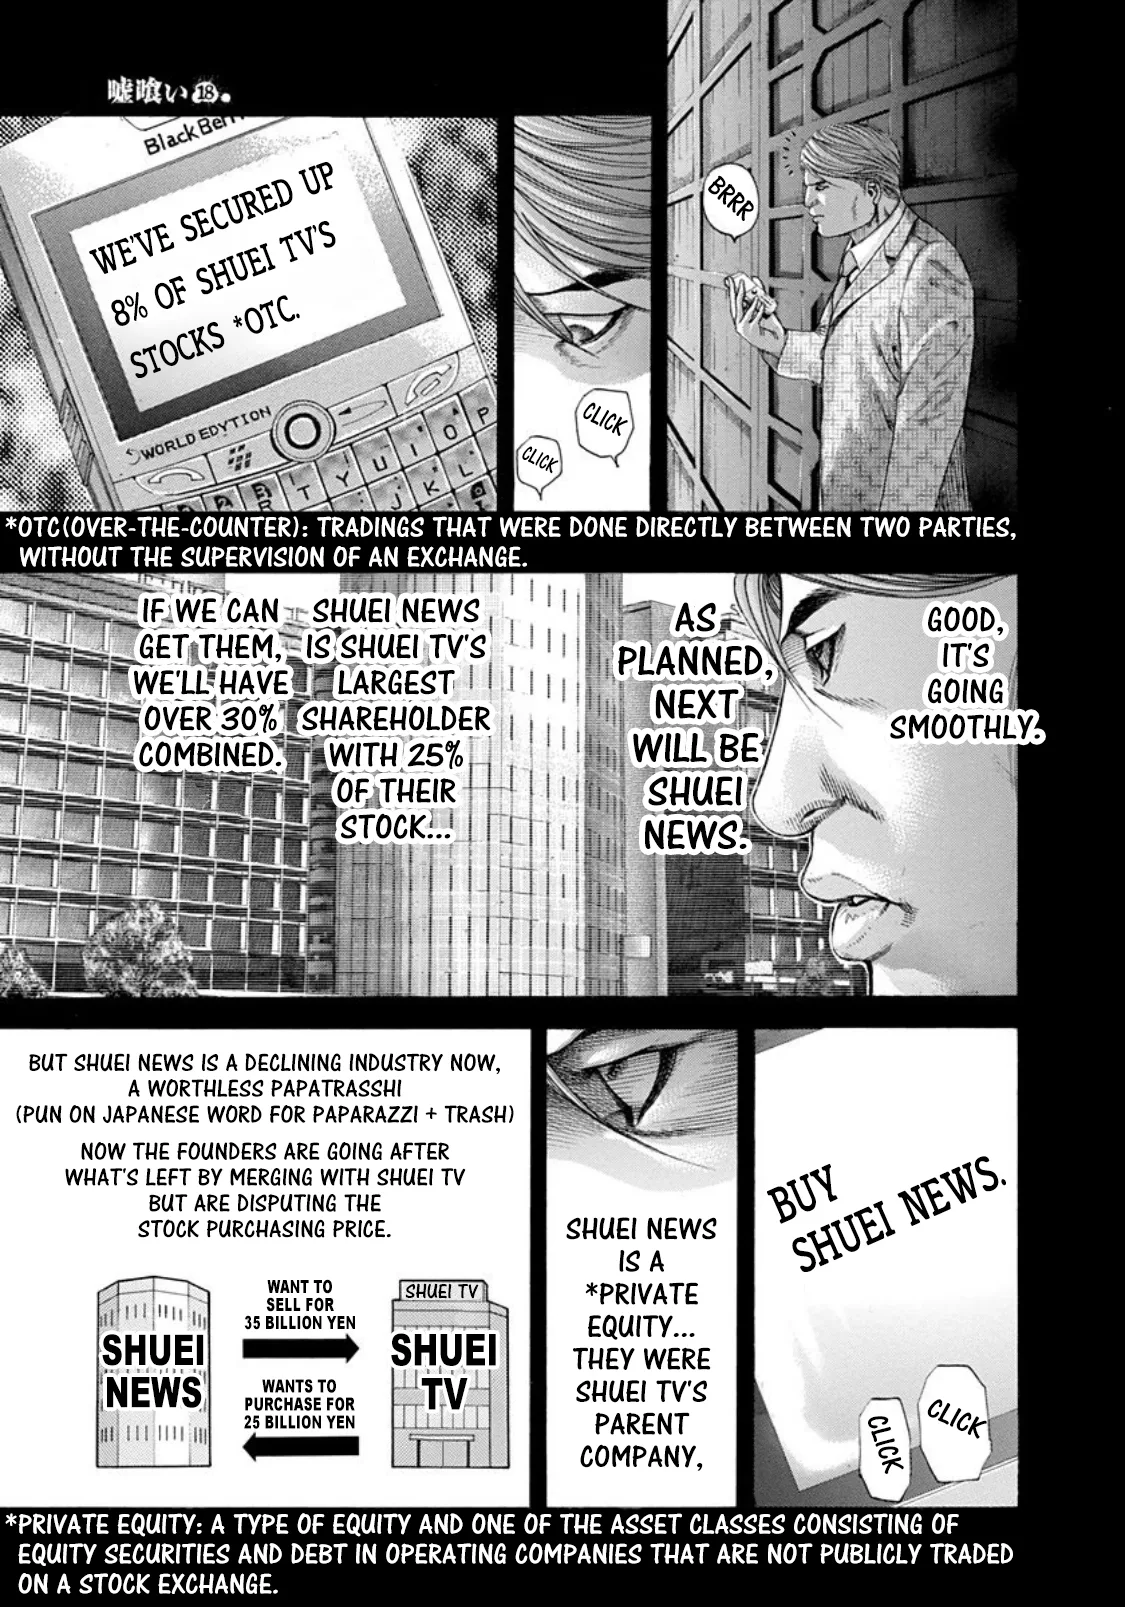 嘘喰い 18.
BRRR
CLICK
CLICK
BlackBerr
WE'VE SECURED UP
8% OF SHUEI TV'S
STOCKS *OTC.
WORLD EDYTION
T Y U I O P
J K L
*OTC(OVER-THE-COUNTER): TRADINGS THAT WERE DONE DIRECTLY BETWEEN TWO PARTIES,
WITHOUT THE SUPERVISION OF AN EXCHANGE.
GOOD,
IT'S
GOING
SMOOTHLY.
AS
PLANNED,
NEXT
WILL BE
SHUEI
NEWS.
SHUEI NEWS
IS SHUEI TV'S
LARGEST
SHAREHOLDER
WITH 25%
OF THEIR
STOCK...
IF WE CAN
GET THEM,
WE'LL HAVE
OVER 30%
COMBINED.
BUY
SHUEI NEWS.
CLICK
CLICK
SHUEI NEWS
IS A
*PRIVATE
EQUITY...
THEY WERE
SHUEI TV'S
PARENT
COMPANY,
BUT SHUEI NEWS IS A DECLINING INDUSTRY NOW,
A WORTHLESS PAPATRASSHI
(PUN ON JAPANESE WORD FOR PAPARAZZI + TRASH)
NOW THE FOUNDERS ARE GOING AFTER
WHAT'S LEFT BY MERGING WITH SHUEI TV
BUT ARE DISPUTING THE
STOCK PURCHASING PRICE.
SHUEI
NEWS
WANT TO
SELL FOR
35 BILLION YEN
WANTS TO
PURCHASE FOR
25 BILLION YEN
SHUEI TV
SHUEI
TV
*PRIVATE EQUITY: A TYPE OF EQUITY AND ONE OF THE ASSET CLASSES CONSISTING OF
EQUITY SECURITIES AND DEBT IN OPERATING COMPANIES THAT ARE NOT PUBLICLY TRADED
ON A STOCK EXCHANGE.